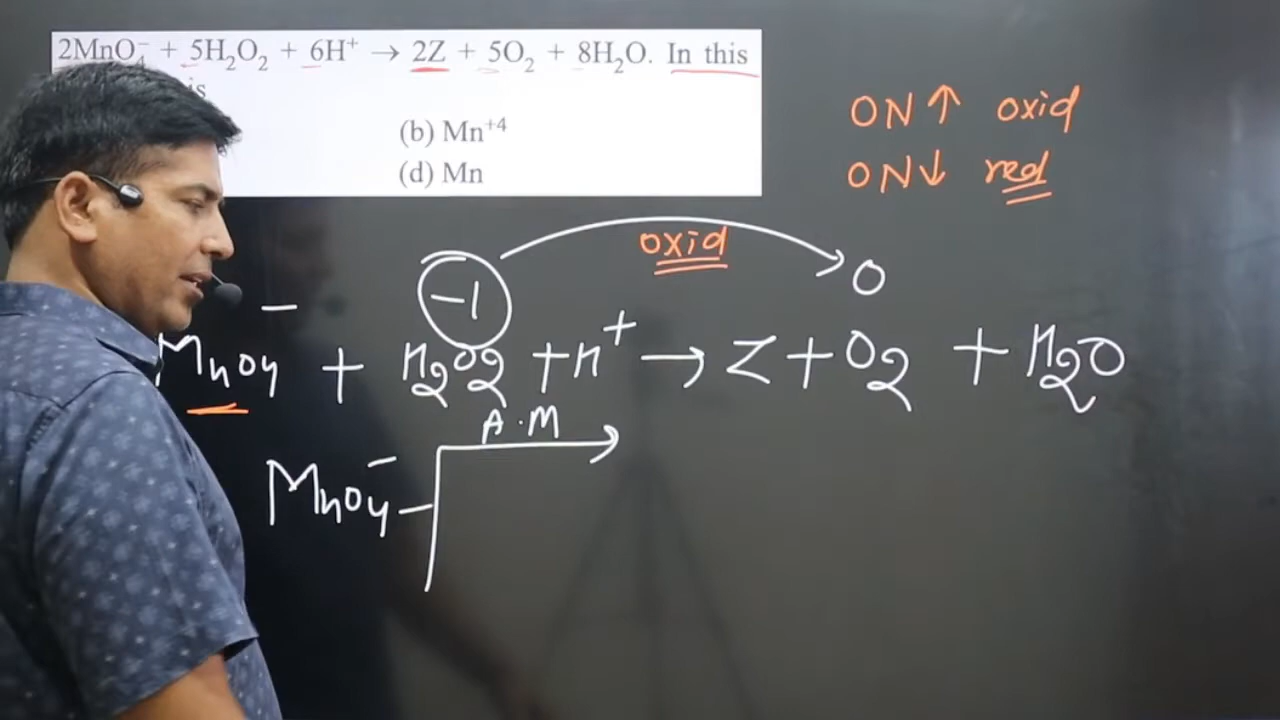 2MnO₄⁻ + 5H₂O₂ + 6H⁺ → 2Z + 5O₂ + 8H₂O. In this
is
(b) Mn⁺⁴
(d) Mn
ON↑ oxid
ON↓ red
oxid
-1 0
MnO₄⁻ + H₂O₂ + H⁺ → Z + O₂ + H₂O
A.M
MnO₄⁻